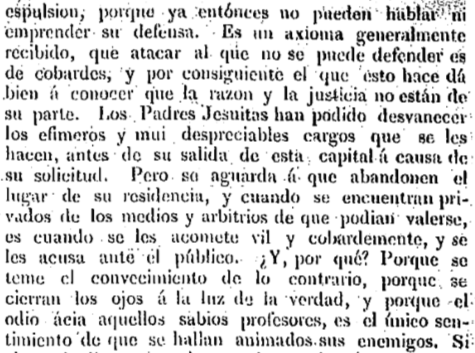 espulsion, porque ya entónces no pueden hablar ni
emprender su defensa. Es un axioma generalmente
recibido, que atacar al que no se puede defender es
de cobardes, y por consiguiente el que esto hace dá
bien á conocer que la razon y la justicia no están de
su parte. Los Padres Jesuitas han podido desvanecer
los efimeros y mui despreciables cargos que se les
hacen, antes de su salida de esta capital á causa de
su solicitud. Pero se aguarda á que abandonen el
lugar de su residencia, y cuando se encuentran pri-
vados de los medios y arbitrios de que podian valerse,
es cuando se les acomete vil y cobardemente, y se
les acusa ante el público. ¿Y, por qué? Porque se
teme el convecimiento de lo contrario, porque se
cierran los ojos á la luz de la verdad, y porque el
odio ácia aquellos sabios profesores, es el único sen-
timiento de que se hallan animados sus enemigos. Si